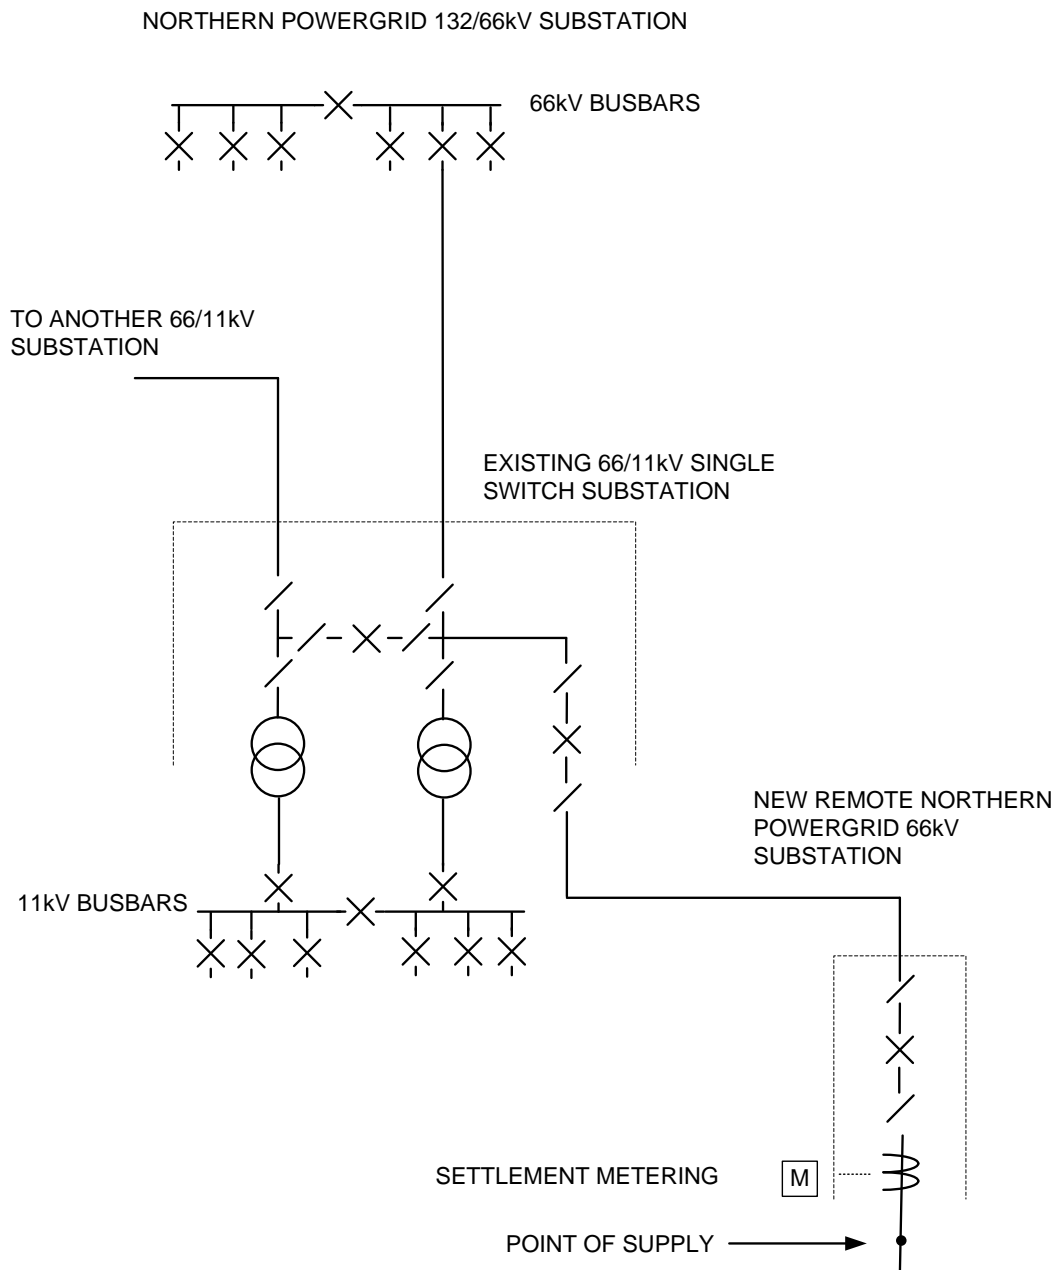 NORTHERN POWERGRID 132/66kV SUBSTATION
66kV BUSBARS
TO ANOTHER 66/11kV
SUBSTATION
EXISTING 66/11kV SINGLE
SWITCH SUBSTATION
NEW REMOTE NORTHERN
POWERGRID 66kV
SUBSTATION
11kV BUSBARS
SETTLEMENT METERING
M
POINT OF SUPPLY